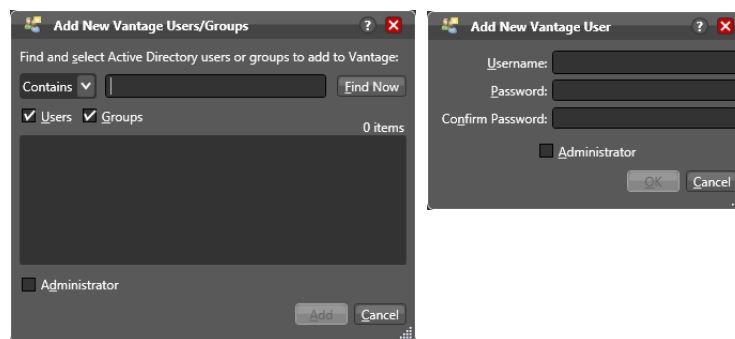 Add New Vantage Users/Groups ?
Find and select Active Directory users or groups to add to Vantage:
Contains Find Now
Users Groups
0 items
Administrator
Add Cancel
Add New Vantage User ?
Username:
Password:
Confirm Password:
Administrator
OK Cancel